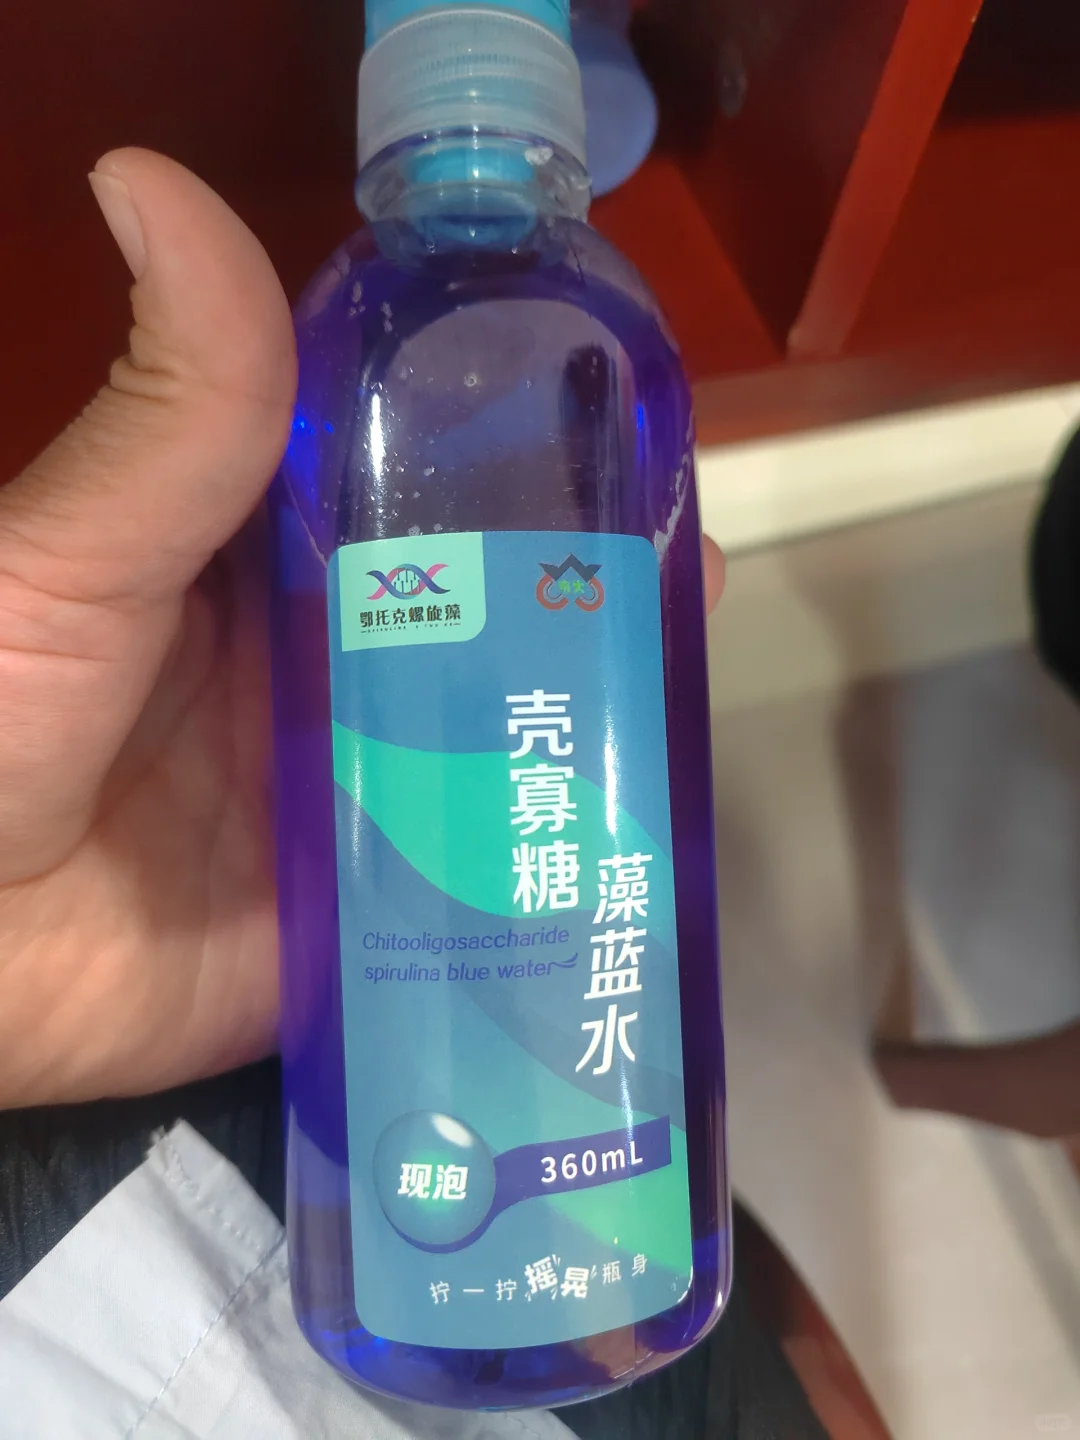 鄂托克螺旋藻
壳寡糖
藻蓝水
Chitooligosaccharide
spirulina blue water
现泡
360mL
拧一拧摇晃瓶身